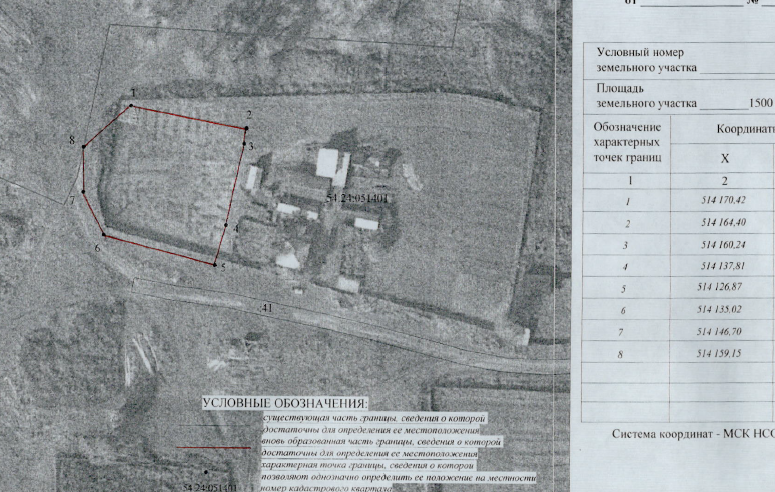 от № 
Условный номер
земельного участка
Площадь
земельного участка 1500
Обозначение
характерных
точек границ
Координаты
X
1 2
1 514 170,42
2 514 164,40
3 514 160,24
4 514 137,81
5 514 126,87
6 514 135,02
7 514 146,70
8 514 159,15
Система координат - МСК НСО
1
2
3
8
7
54:24:051401
4
6
5
:41
УСЛОВНЫЕ ОБОЗНАЧЕНИЯ:
существующая часть границы, сведения о которой
достаточны для определения ее местоположения
вновь образованная часть границы, сведения о которой
достаточны для определения ее местоположения
характерная точка границы, сведения о которой
позволяют однозначно определить ее положение на местности
54:24:051401 номер кадастрового квартала